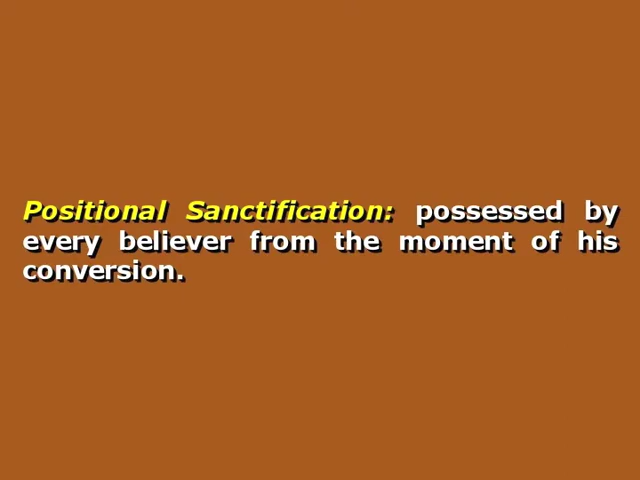 Positional Sanctification: possessed by
every believer from the moment of his
conversion.